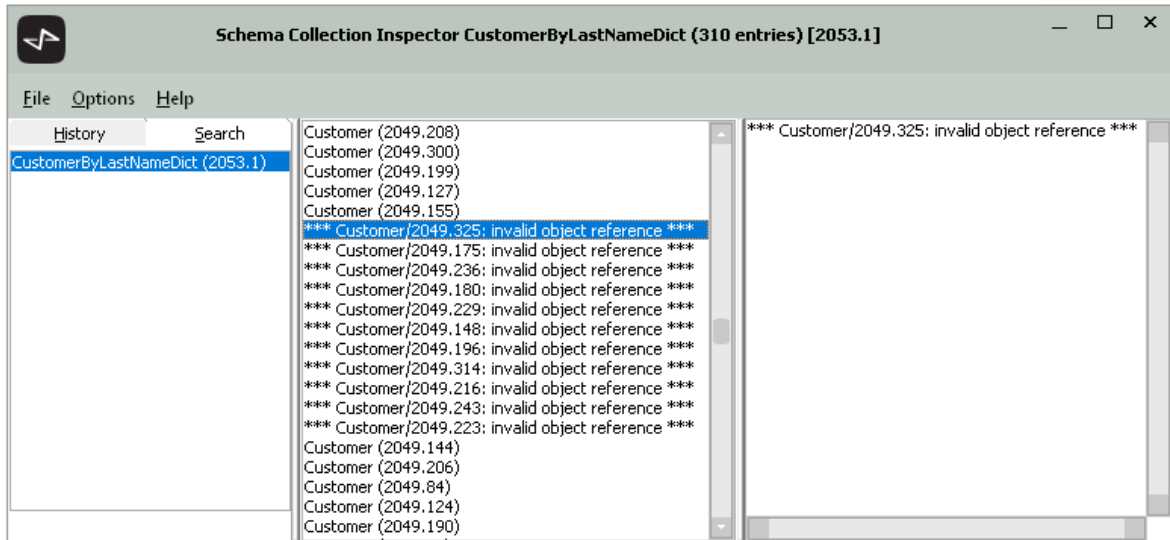 Schema Collection Inspector CustomerByLastNameDict (310 entries) [2053.1]
File Options Help
History Search
CustomerByLastNameDict (2053.1)
Customer (2049.208)
Customer (2049.300)
Customer (2049.199)
Customer (2049.127)
Customer (2049.155)
*** Customer/2049.325: invalid object reference ***
*** Customer/2049.175: invalid object reference ***
*** Customer/2049.236: invalid object reference ***
*** Customer/2049.180: invalid object reference ***
*** Customer/2049.229: invalid object reference ***
*** Customer/2049.148: invalid object reference ***
*** Customer/2049.196: invalid object reference ***
*** Customer/2049.314: invalid object reference ***
*** Customer/2049.216: invalid object reference ***
*** Customer/2049.243: invalid object reference ***
*** Customer/2049.223: invalid object reference ***
Customer (2049.144)
Customer (2049.206)
Customer (2049.84)
Customer (2049.124)
Customer (2049.190)
*** Customer/2049.325: invalid object reference ***